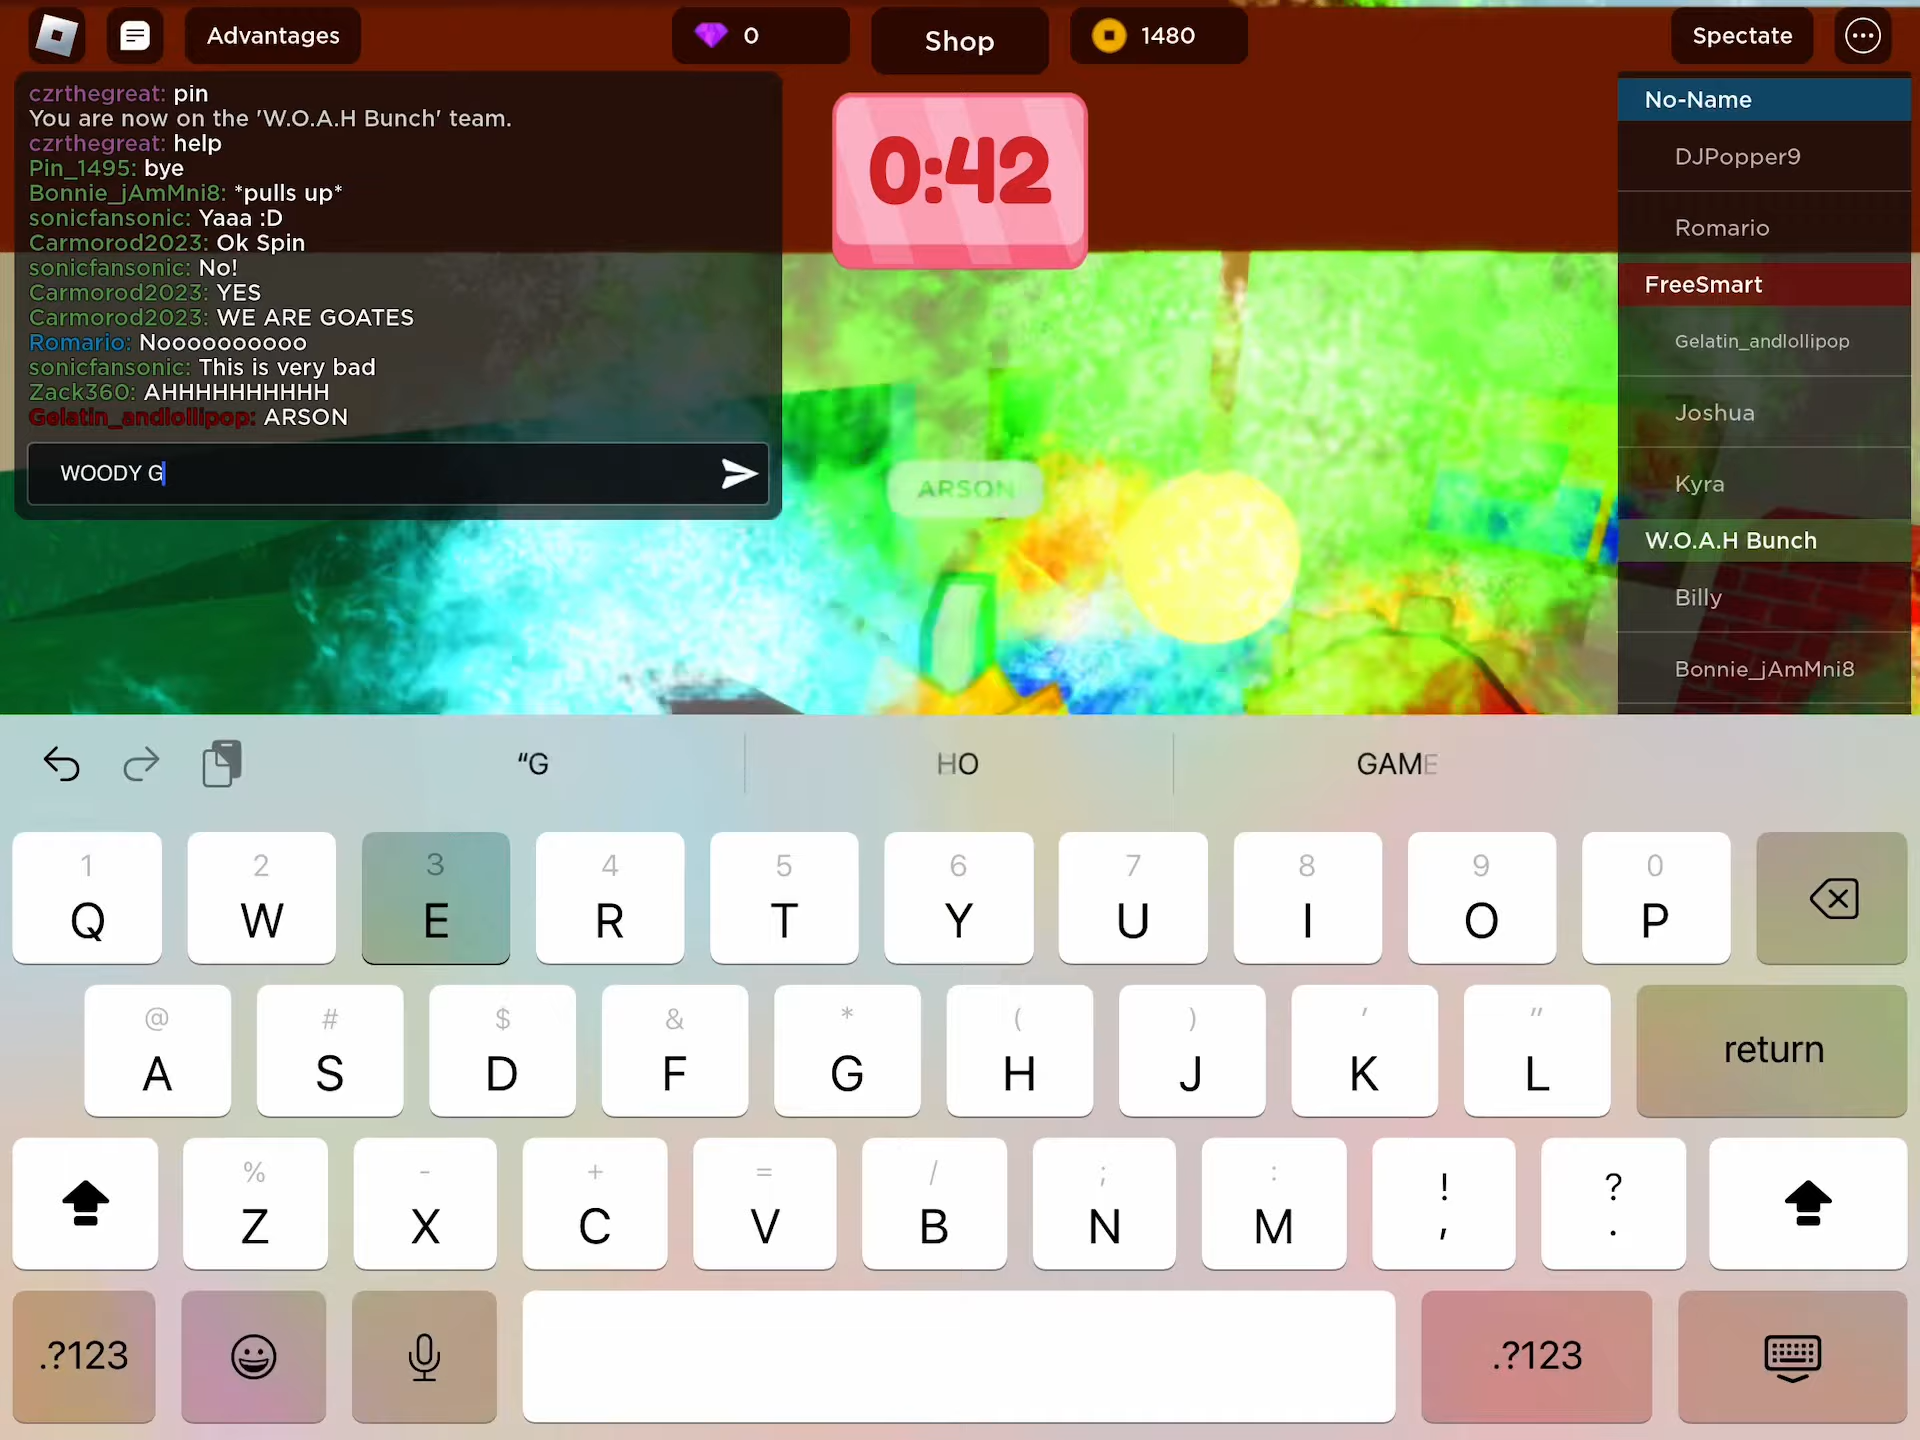 Advantages
0
Shop
1480
Spectate
czrthegreat: pin
You are now on the 'W.O.A.H Bunch' team.
czrthegreat: help
Pin_1495: bye
Bonnie_jAmMni8: *pulls up*
sonicfansonic: Yaaa :D
Carmorod2023: Ok Spin
sonicfansonic: No!
Carmorod2023: YES
Carmorod2023: WE ARE GOATES
Romario: Noooooooooo
sonicfansonic: This is very bad
Zack360: AHHHHHHHHHH
Gelatin_andlollipop: ARSON
WOODY G
0:42
ARSON
No-Name
DJPopper9
Romario
FreeSmart
Gelatin_andlollipop
Joshua
Kyra
W.O.A.H Bunch
Billy
Bonnie_jAmMni8
“G HO GAME
1 2 3 4 5 6 7 8 9 0
Q W E R T Y U I O P
@ # $ & * ( ) ' "
A S D F G H J K L return
% - + = / ; : ! ?
Z X C V B N M , .
.?123 .?123